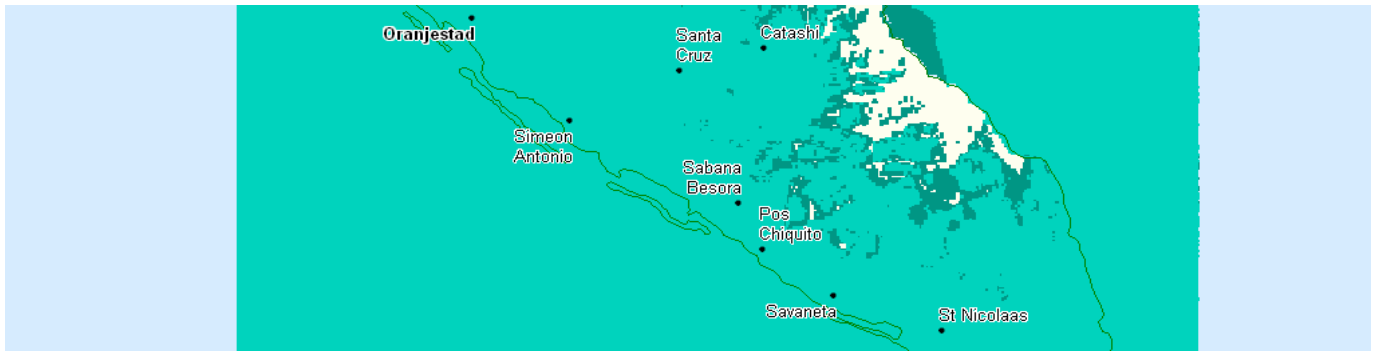 Oranjestad
Santa
Cruz
Catashi
Simeon
Antonio
Sabana
Besora
Pos
Chiquito
Savaneta
St Nicolaas